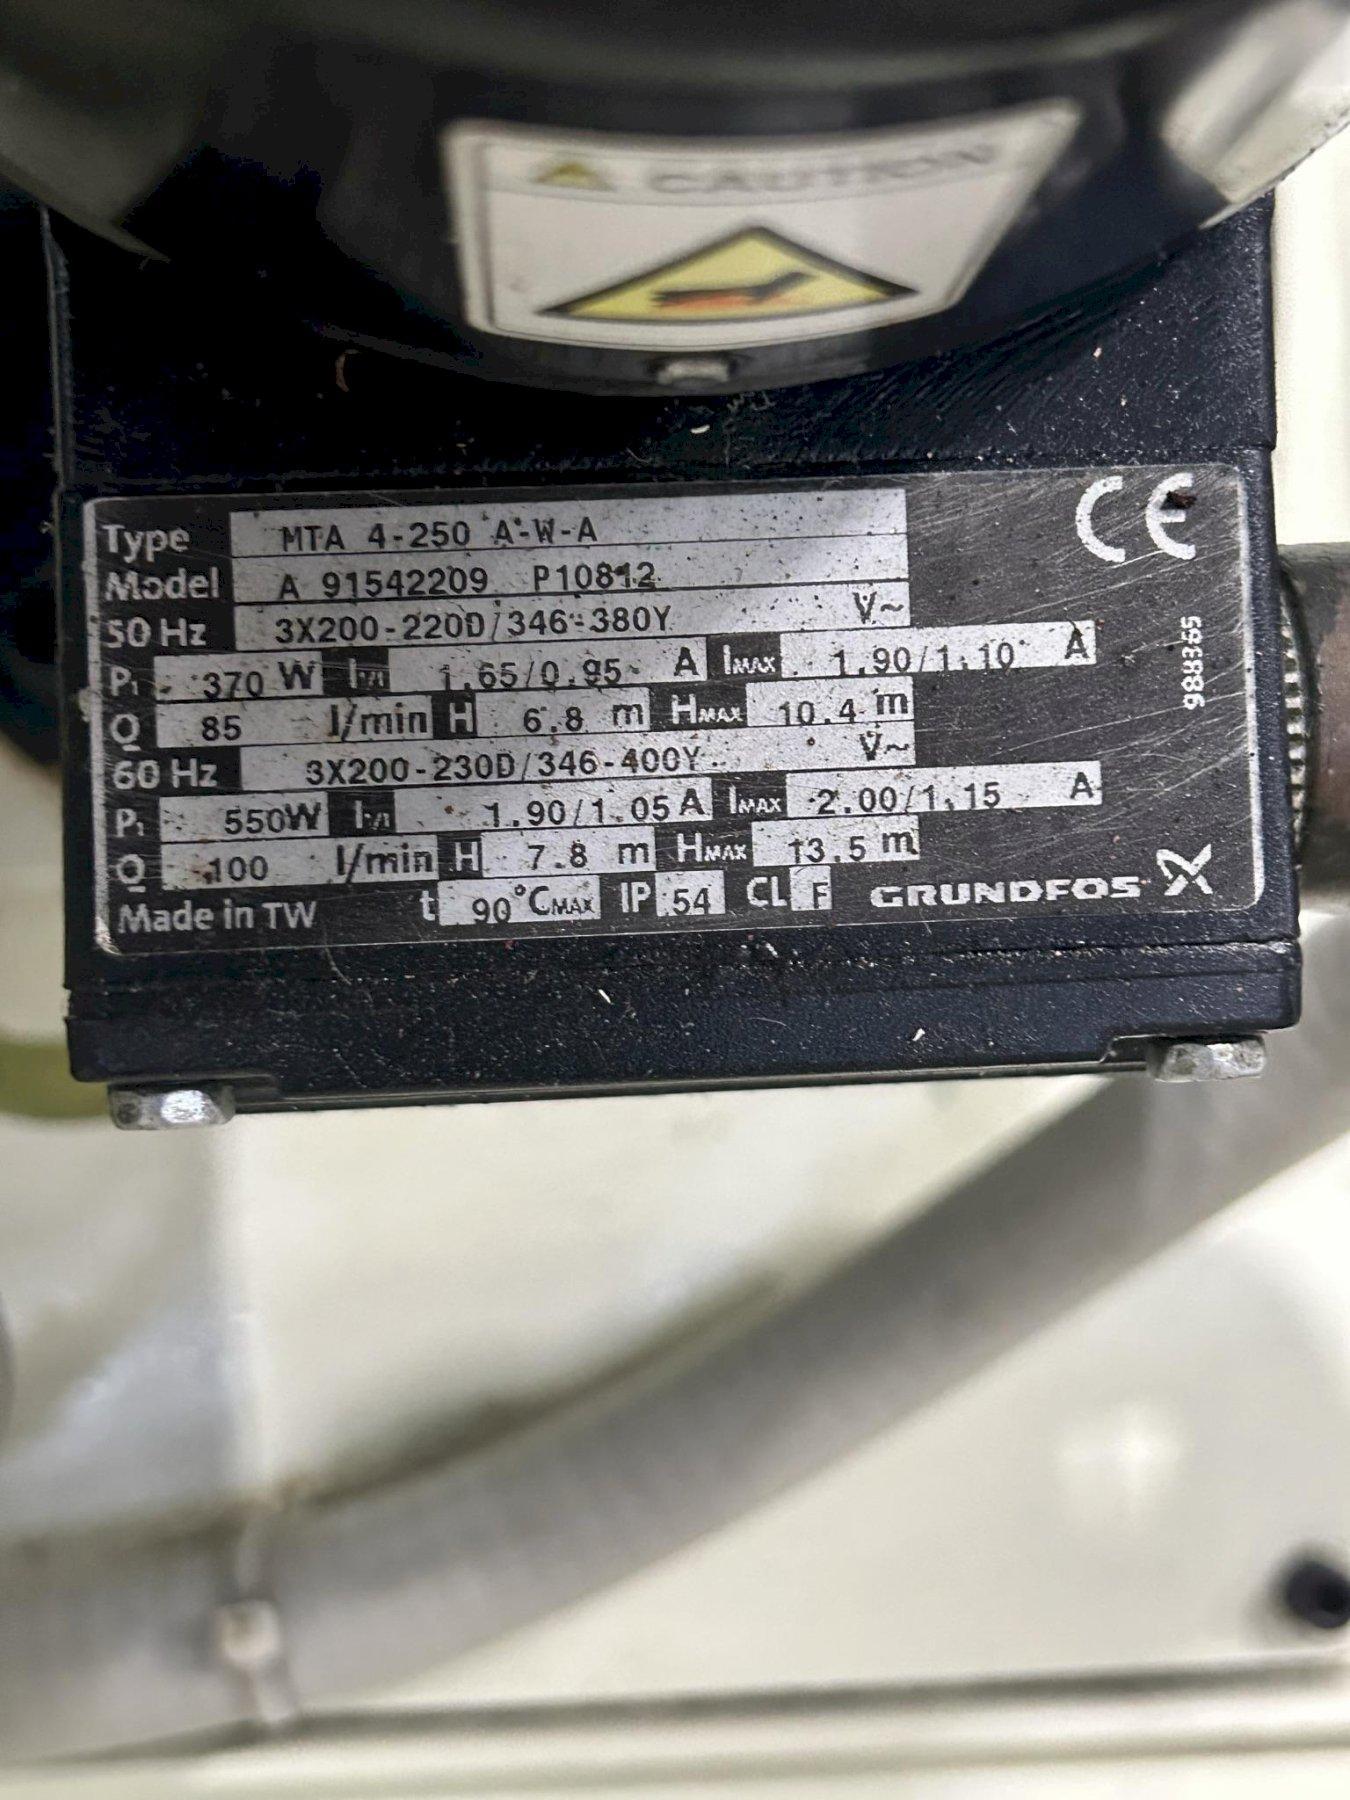 CAUTION
Type MTA 4-250 A-W-A CE
Model A 91542209 P10812
50 Hz 3X200-220D/346-380Y V~
P1 370 W I1/1 1.65/0.95 A IMAX 1.90/1.10 A
Q 85 l/min H 6.8 m HMAX 10.4 m
60 Hz 3X200-230D/346-400Y V~
P1 550W I1/1 1.90/1.05 A IMAX 2.00/1.15 A
Q 100 l/min H 7.8 m HMAX 13.5 m
Made in TW t 90 °CMAX IP 54 CL F GRUNDFOS
988365